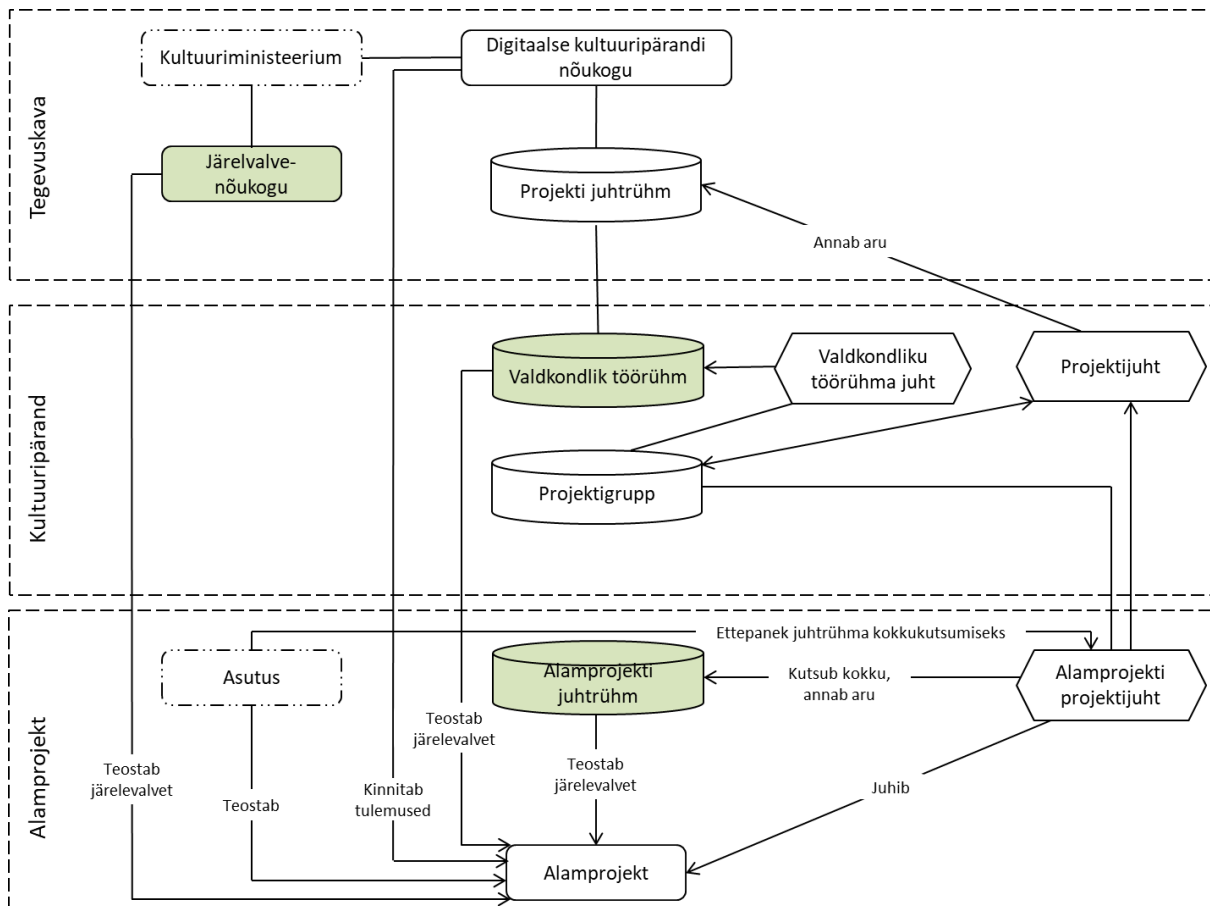 Tegevuskava
Kultuuriministeerium
Digitaalse kultuuripärandi
nõukogu
Järelvalve-
nõukogu
Projekti juhtrühm
Annab aru
Kultuuripärand
Valdkondlik töörühm
Valdkondliku
töörühma juht
Projektijuht
Projektigrupp
Alamprojekt
Ettepanek juhtrühma kokkukutsumiseks
Asutus
Alamprojekti
juhtrühm
Kutsub kokku,
annab aru
Alamprojekti
projektijuht
Teostab
järelevalvet
Teostab
Kinnitab
tulemused
Teostab
järelevalvet
Teostab
järelevalvet
Juhib
Alamprojekt